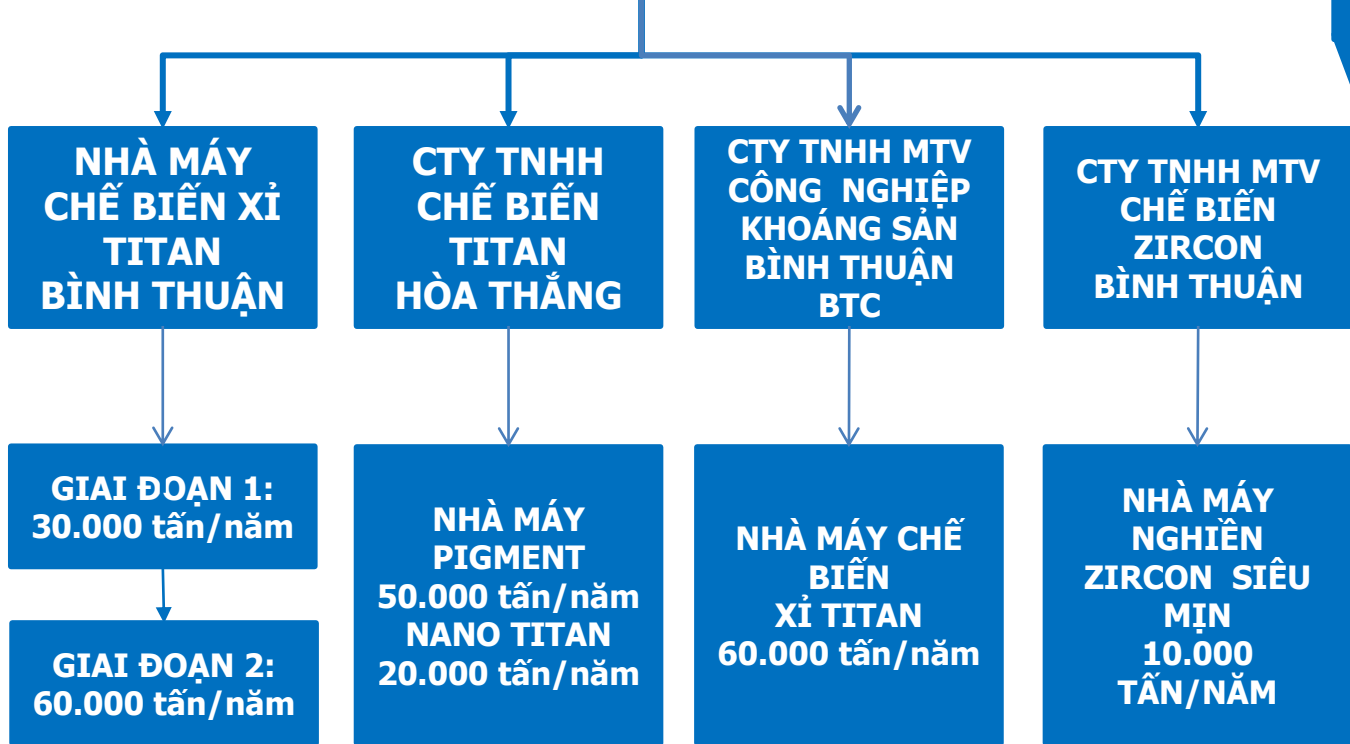 NHÀ MÁY
CHẾ BIẾN XỈ
TITAN
BÌNH THUẬN
CTY TNHH
CHẾ BIẾN
TITAN
HÒA THẮNG
CTY TNHH MTV
CÔNG NGHIỆP
KHOÁNG SẢN
BÌNH THUẬN
BTC
CTY TNHH MTV
CHẾ BIẾN
ZIRCON
BÌNH THUẬN
GIAI ĐOẠN 1:
30.000 tấn/năm
GIAI ĐOẠN 2:
60.000 tấn/năm
NHÀ MÁY
PIGMENT
50.000 tấn/năm
NANO TITAN
20.000 tấn/năm
NHÀ MÁY CHẾ
BIẾN
XỈ TITAN
60.000 tấn/năm
NHÀ MÁY
NGHIỀN
ZIRCON SIÊU
MỊN
10.000
TẤN/NĂM